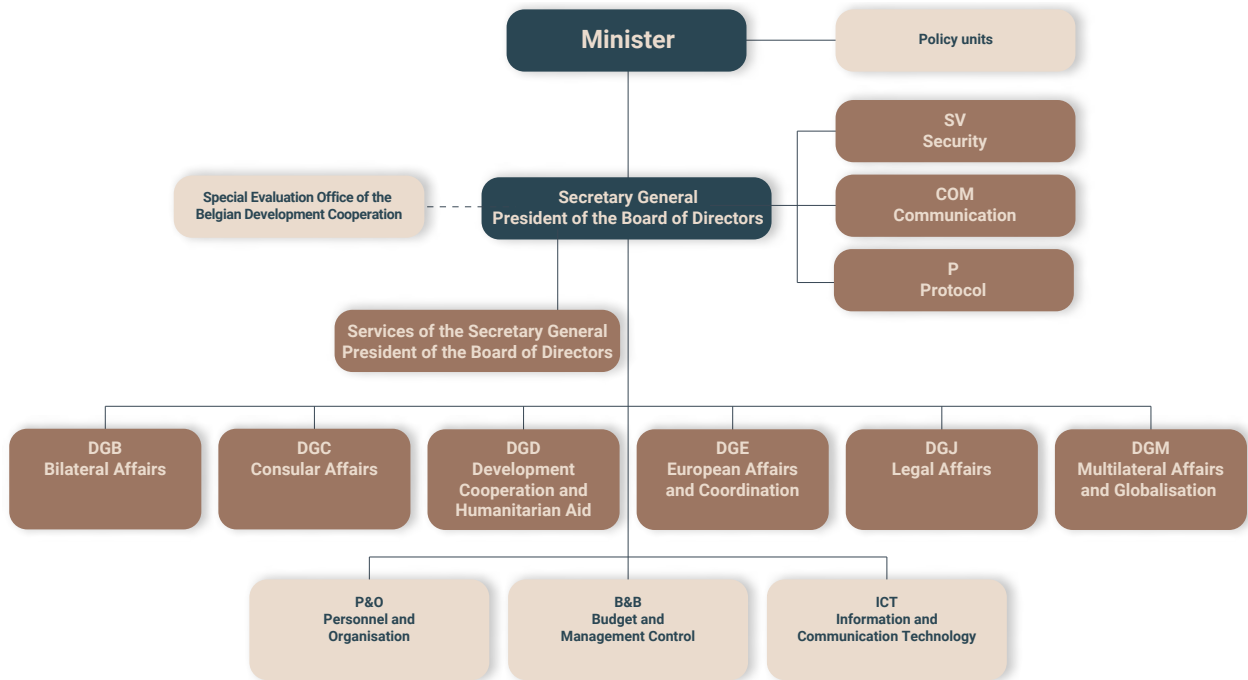 Minister
Policy units
SV
Security
Special Evaluation Office of the
Belgian Development Cooperation
Secretary General
President of the Board of Directors
COM
Communication
P
Protocol
Services of the Secretary General
President of the Board of Directors
DGB
Bilateral Affairs
DGC
Consular Affairs
DGD
Development
Cooperation and
Humanitarian Aid
DGE
European Affairs
and Coordination
DGJ
Legal Affairs
DGM
Multilateral Affairs
and Globalisation
P&O
Personnel and
Organisation
B&B
Budget and
Management Control
ICT
Information and
Communication Technology